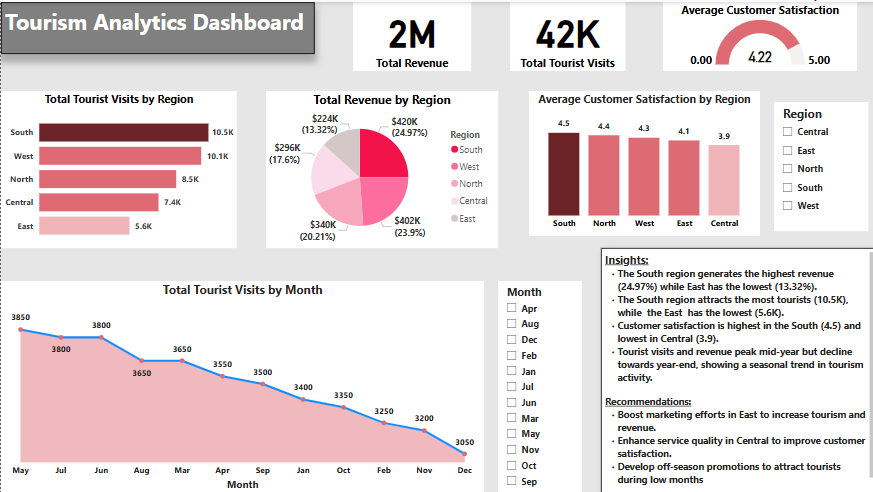 Tourism Analytics Dashboard
2M
Total Revenue
42K
Total Tourist Visits
Average Customer Satisfaction
0.00
4.22
5.00
Total Tourist Visits by Region
South
10.5K
West
10.1K
North
8.5K
Central
7.4K
East
5.6K
Total Revenue by Region
$224K
(13.32%)
$420K
(24.97%)
$296K
(17.6%)
$340K
(20.21%)
$402K
(23.9%)
Region
South
West
North
Central
East
Average Customer Satisfaction by Region
4.5
4.4
4.3
4.1
3.9
South
North
West
East
Central
Region
Central
East
North
South
West
Total Tourist Visits by Month
3850
3800
3800
3650
3650
3550
3500
3400
3350
3250
3200
3050
May
Jul
Jun
Aug
Mar
Apr
Sep
Jan
Oct
Feb
Nov
Dec
Month
Month
Apr
Aug
Dec
Feb
Jan
Jul
Jun
Mar
May
Nov
Oct
Sep
Insights:
· The South region generates the highest revenue
(24.97%) while East has the lowest (13.32%).
· The South region attracts the most tourists (10.5K),
while the East has the lowest (5.6K).
· Customer satisfaction is highest in the South (4.5) and
lowest in Central (3.9).
· Tourist visits and revenue peak mid-year but decline
towards year-end, showing a seasonal trend in tourism
activity.
Recommendations:
· Boost marketing efforts in East to increase tourism and
revenue.
· Enhance service quality in Central to improve customer
satisfaction.
· Develop off-season promotions to attract tourists
during low months